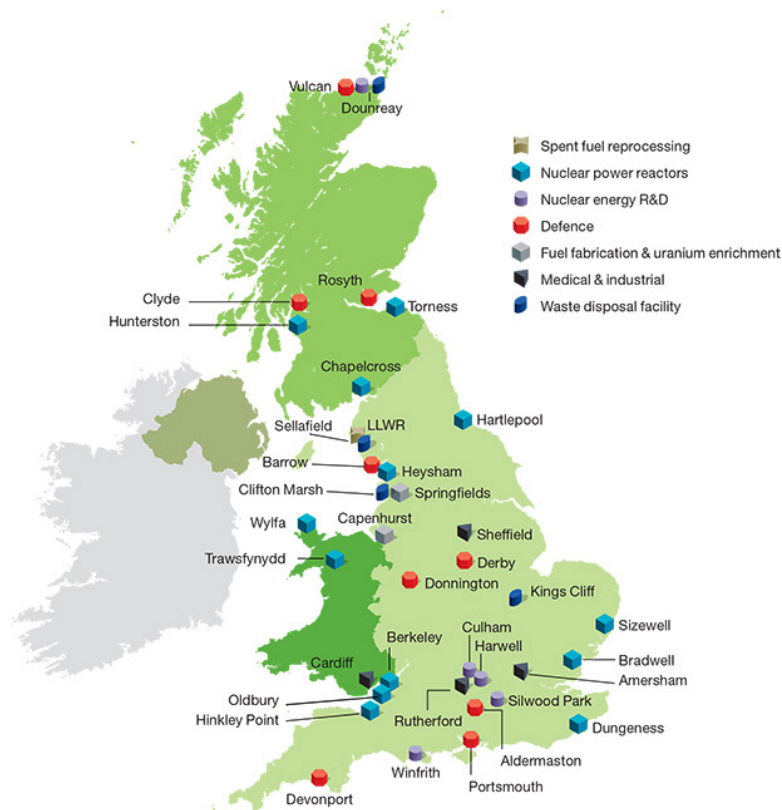 Vulcan
Dounreay
Spent fuel reprocessing
Nuclear power reactors
Nuclear energy R&D
Defence
Fuel fabrication & uranium enrichment
Medical & industrial
Waste disposal facility
Rosyth
Clyde
Torness
Hunterston
Chapelcross
Hartlepool
Sellafield
LLWR
Barrow
Heysham
Clifton Marsh
Springfields
Wylfa
Capenhurst
Sheffield
Trawsfynydd
Derby
Donnington
Kings Cliff
Sizewell
Culham
Berkeley
Harwell
Bradwell
Cardiff
Amersham
Oldbury
Silwood Park
Hinkley Point
Rutherford
Dungeness
Aldermaston
Winfrith
Portsmouth
Devonport